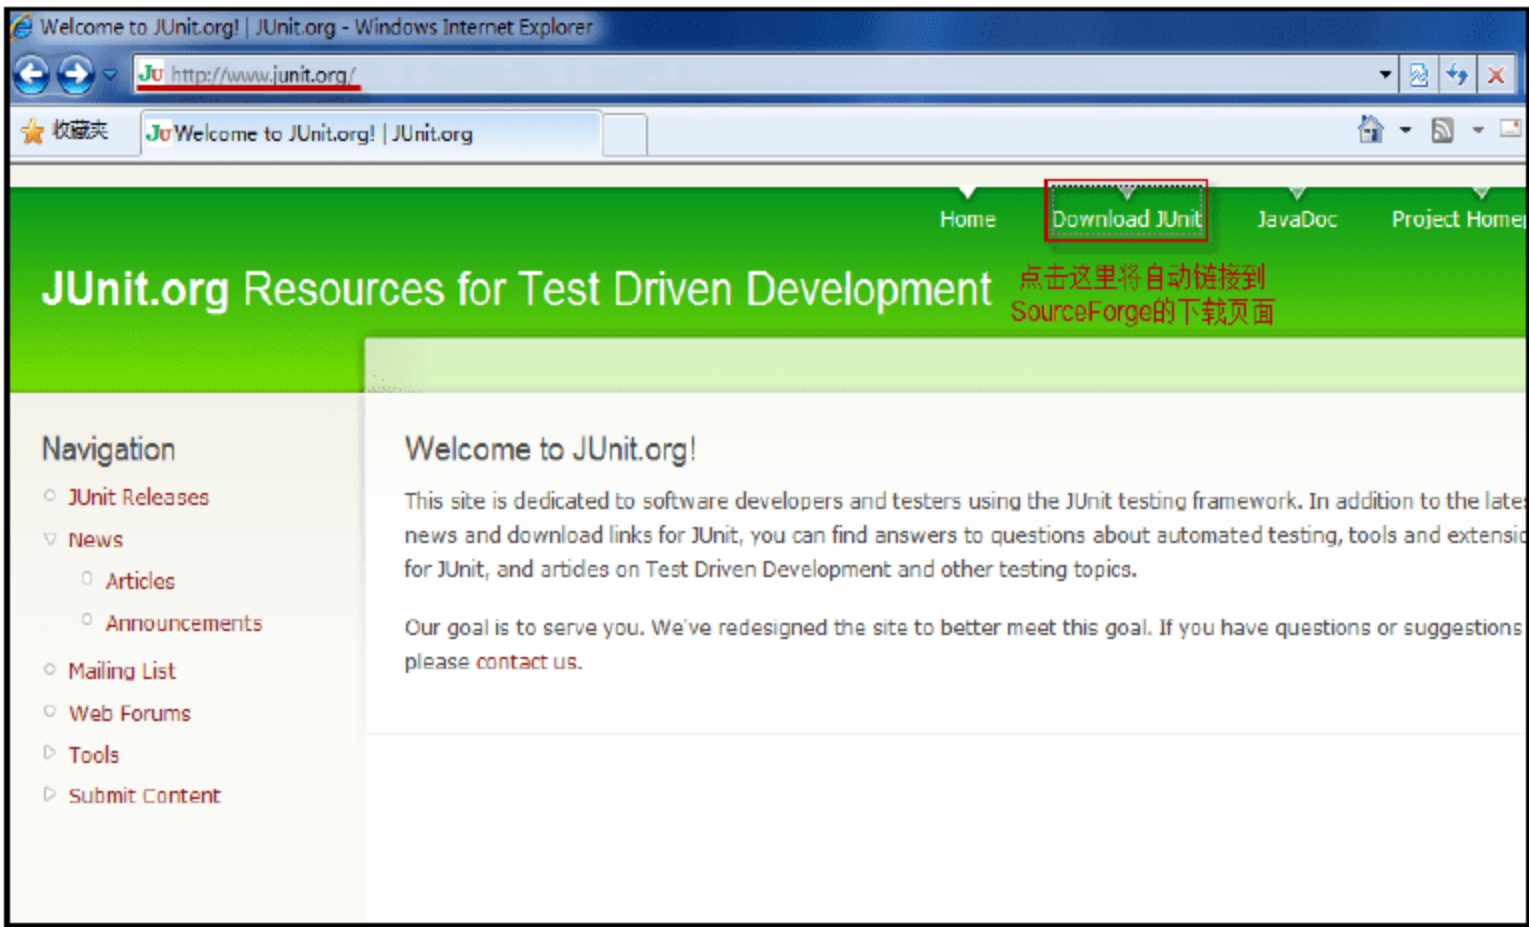 Welcome to JUnit.org! | JUnit.org - Windows Internet Explorer
JU http://www.junit.org/
收藏夹
JU Welcome to JUnit.org! | JUnit.org
Home Download JUnit JavaDoc Project Home
点击这里将自动链接到
SourceForge的下载页面
JUnit.org Resources for Test Driven Development
Navigation
JUnit Releases
News
Articles
Announcements
Mailing List
Web Forums
Tools
Submit Content
Welcome to JUnit.org!
This site is dedicated to software developers and testers using the JUnit testing framework. In addition to the lates
news and download links for JUnit, you can find answers to questions about automated testing, tools and extensio
for JUnit, and articles on Test Driven Development and other testing topics.
Our goal is to serve you. We've redesigned the site to better meet this goal. If you have questions or suggestions
please contact us.